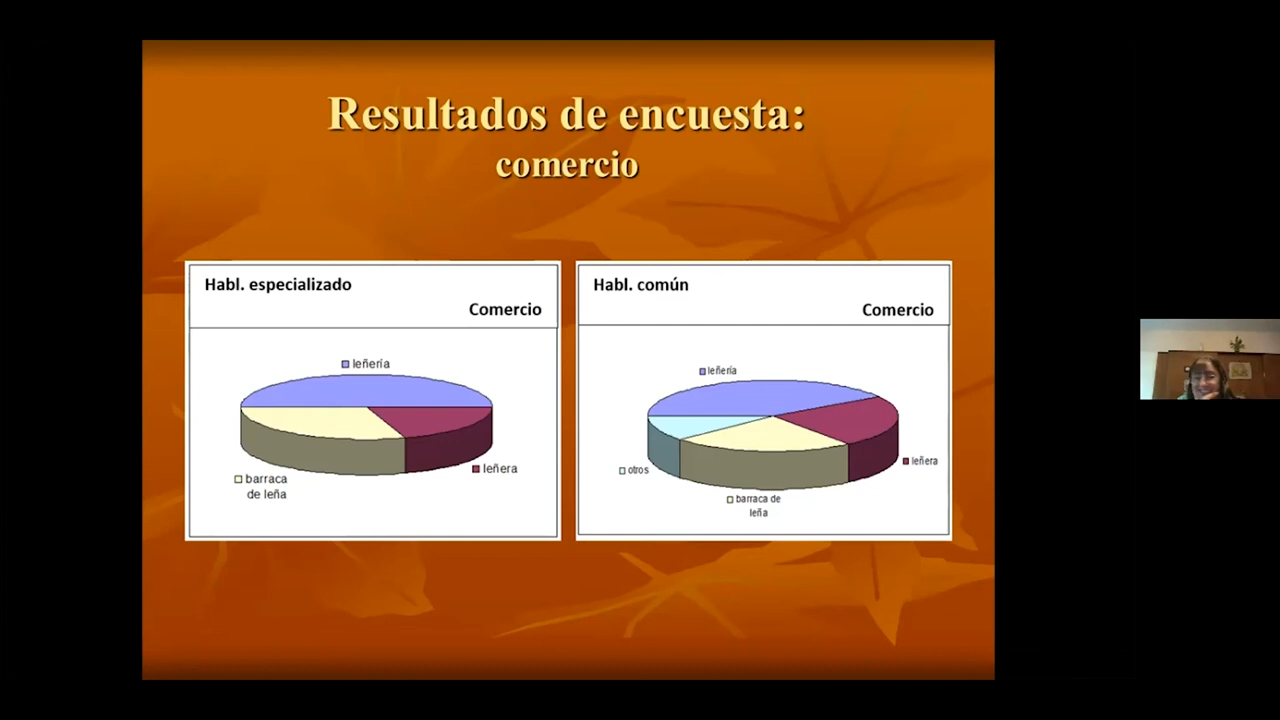 Resultados de encuesta:
comercio
Habl. especializado
Comercio
leñería
leñera
barraca
de leña
Habl. común
Comercio
leñería
leñera
otros
barraca de
leña